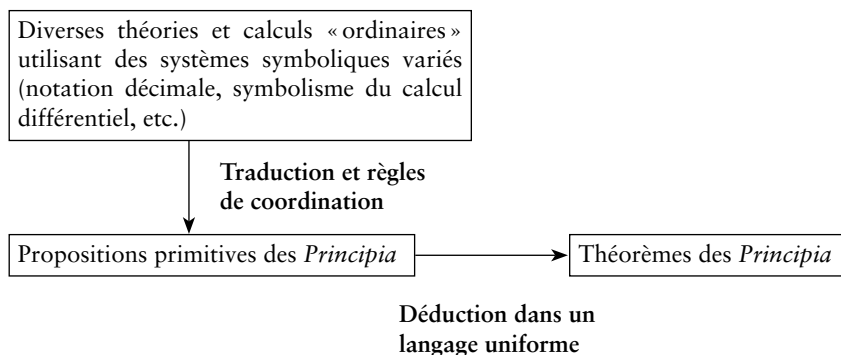 Diverses théories et calculs « ordinaires »
utilisant des systèmes symboliques variés
(notation décimale, symbolisme du calcul
différentiel, etc.)
Traduction et règles
de coordination
Propositions primitives des Principia
Théorèmes des Principia
Déduction dans un
langage uniforme